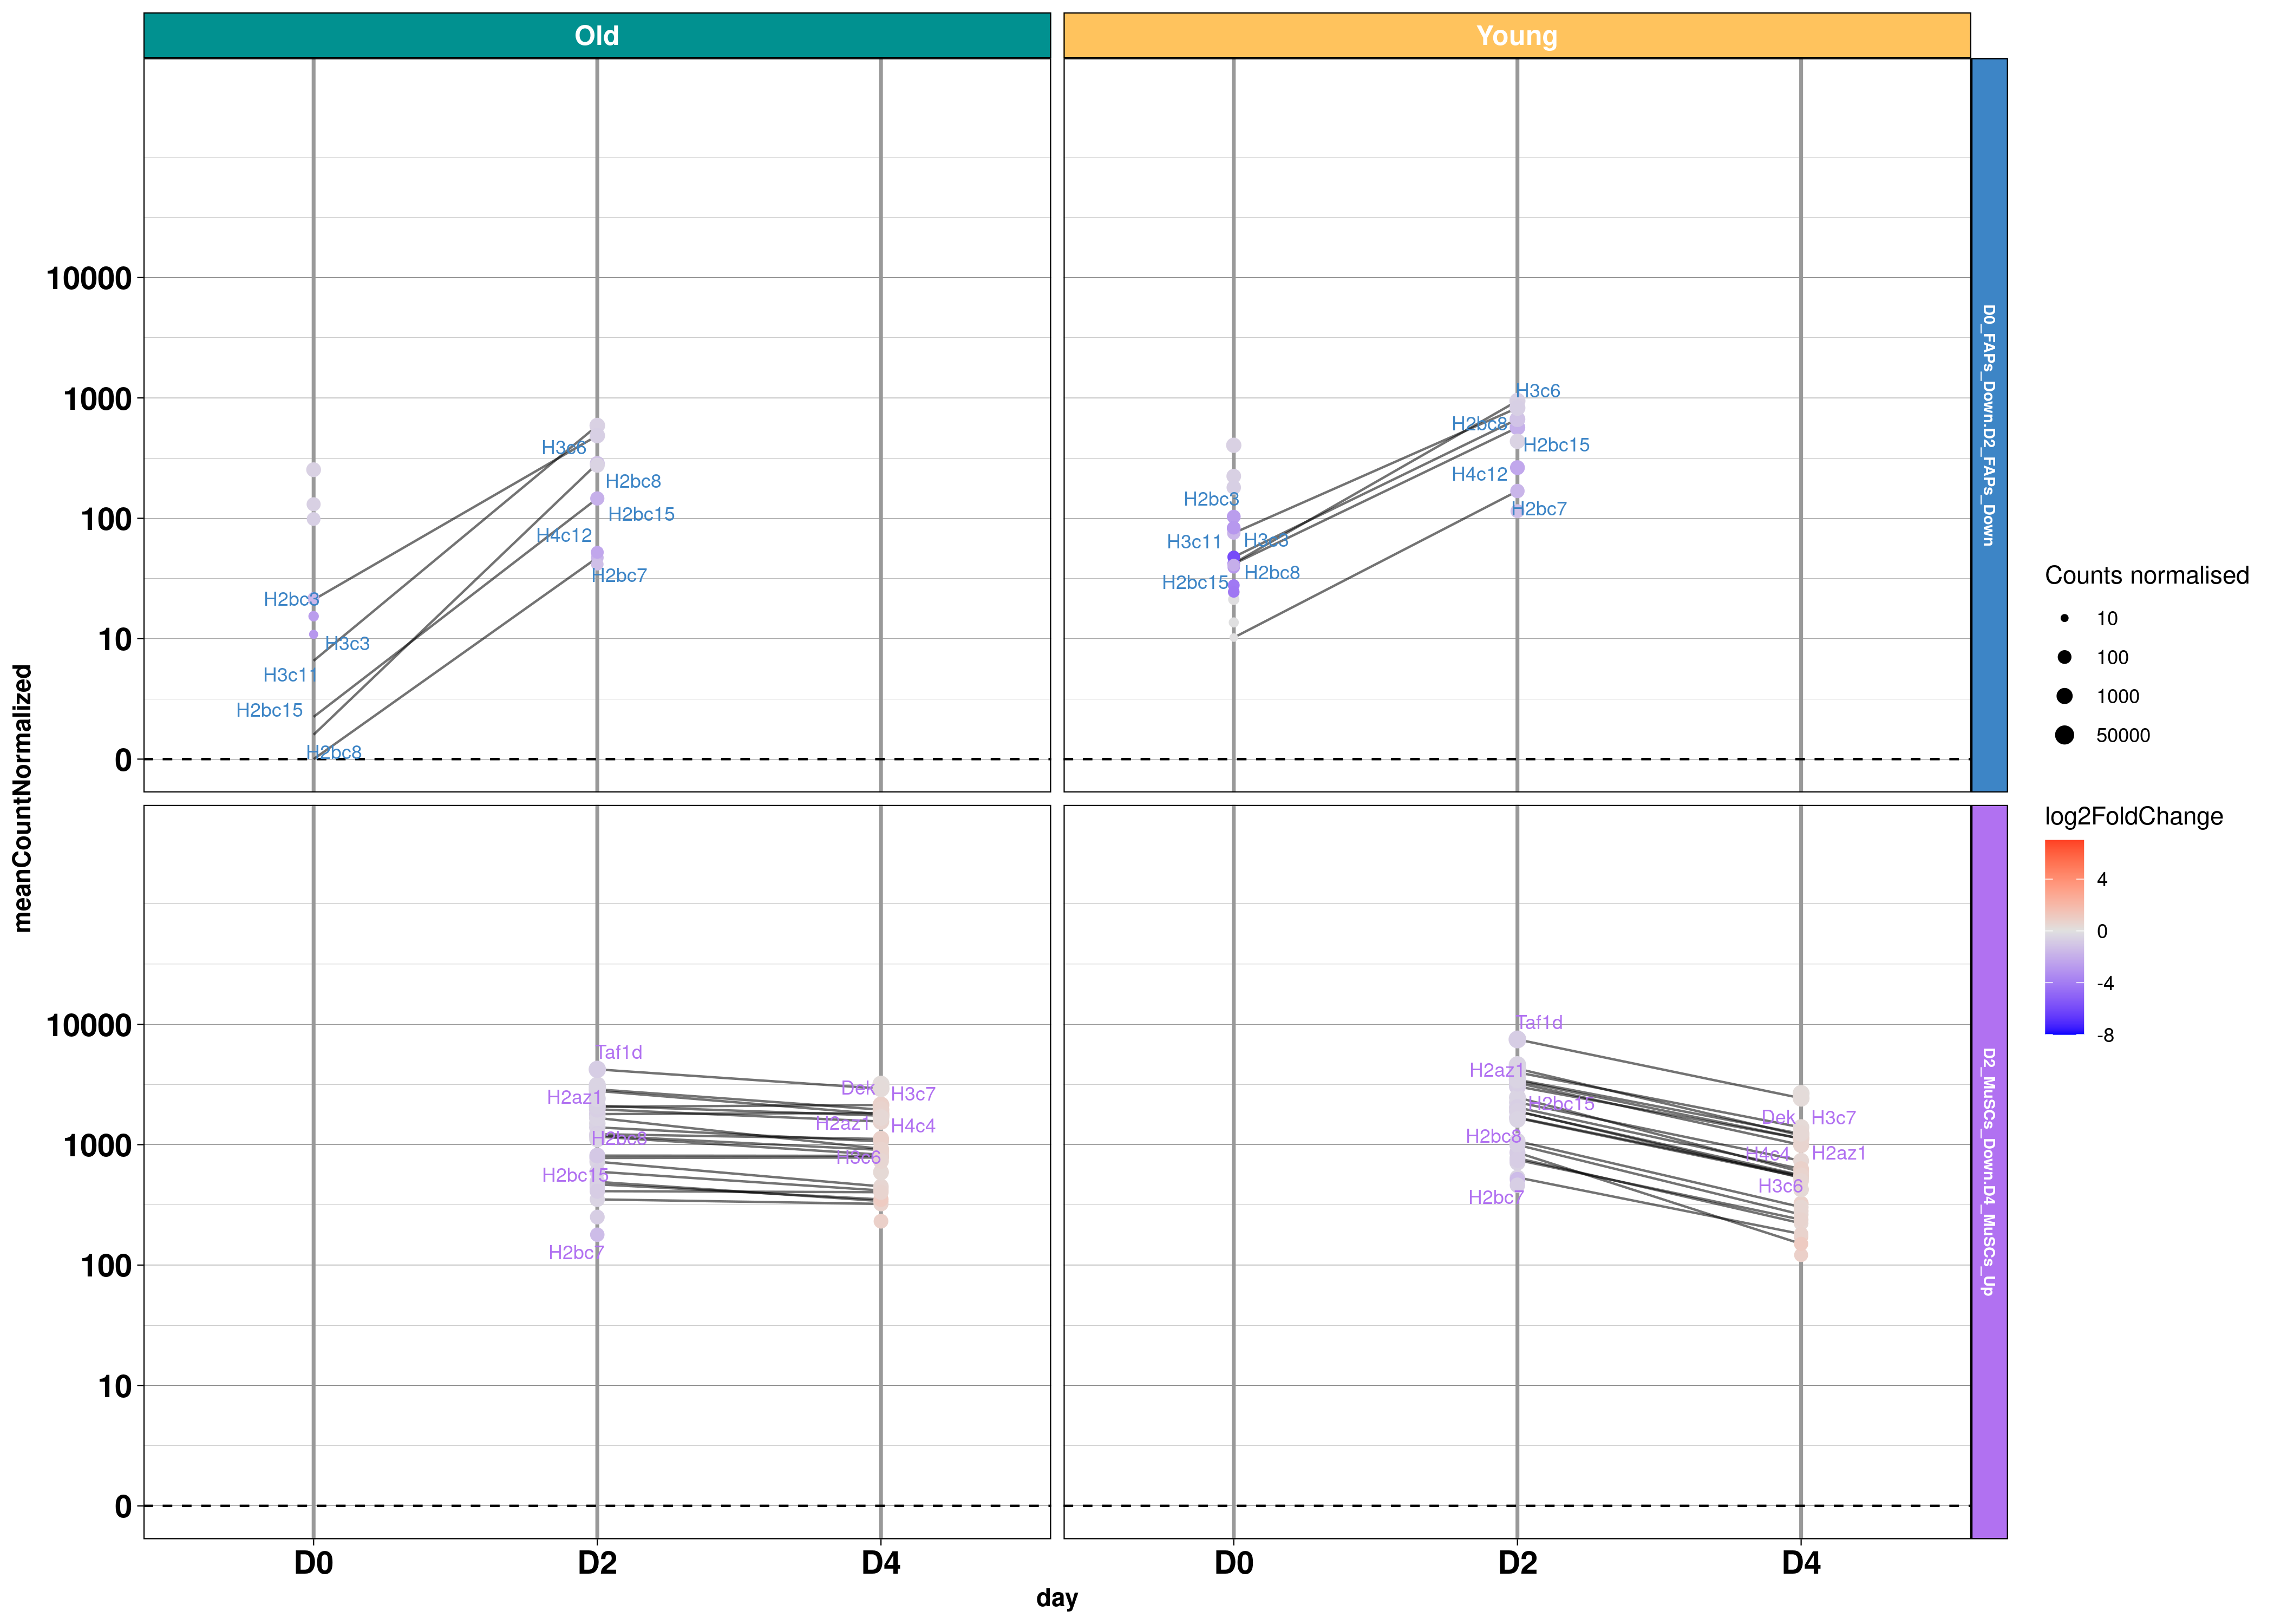 Old
Young
10000
1000
100
10
0
H3c6
H2bc8
H2bc15
H4c12
H2bc7
H2bc3
H3c3
H3c11
H2bc15
H2bc8
H3c6
H2bc8
H2bc15
H4c12
H2bc7
H2bc3
H3c11
H3c3
H2bc15
H2bc8
D0_FAPs_Down.D2_FAPs_Down
meanCountNormalized
10000
1000
100
10
0
Taf1d
H2az1
H2bc8
H2bc15
H2bc7
Dek
H3c7
H2az1
H4c4
H3c6
Taf1d
H2az1
H2bc15
H2bc8
H2bc7
Dek
H3c7
H4c4
H2az1
H3c6
D2_MuSCs_Down.D4_MuSCs_Up
D0
D2
D4
D0
D2
D4
day
Counts normalised
10
100
1000
50000
log2FoldChange
4
0
-4
-8